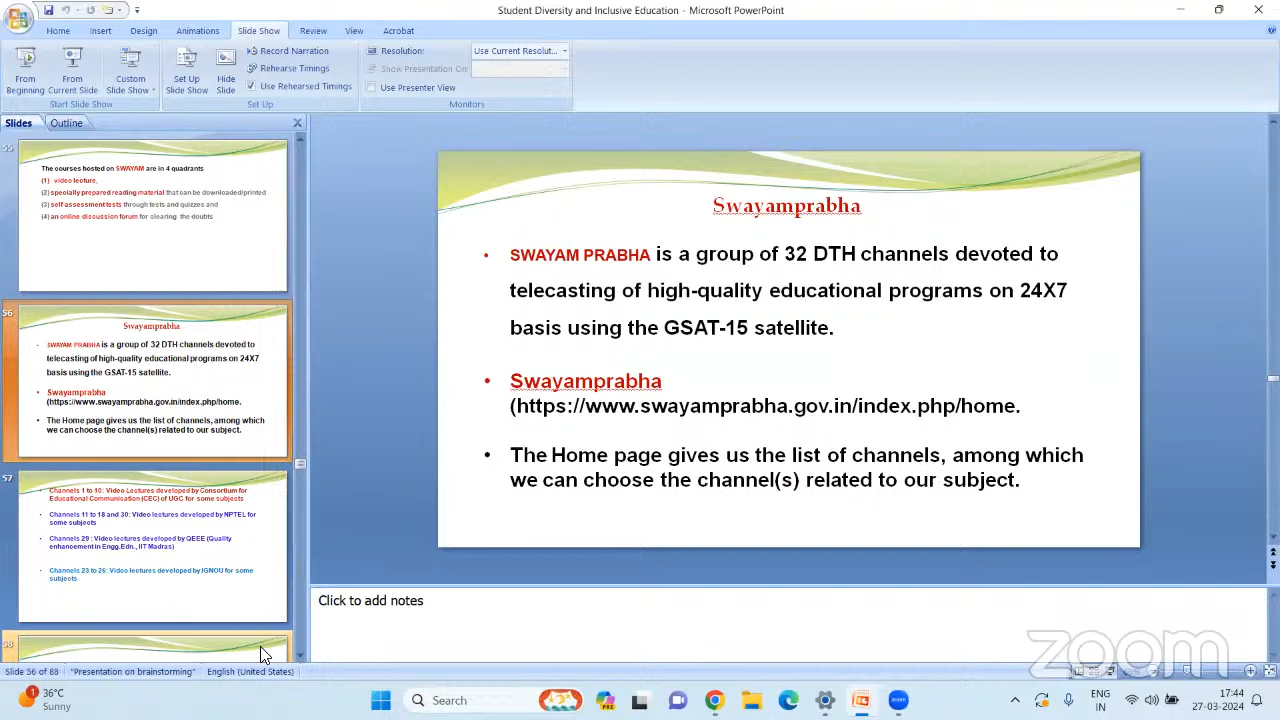 Student Diversity and Inclusive Education - Microsoft PowerPoint
Home Insert Design Animations Slide Show Review View Acrobat
From Beginning
From Current Slide
Custom Slide Show
Start Slide Show
Set Up Slide Show
Hide Slide
Record Narration
Rehearse Timings
Use Rehearsed Timings
Set Up
Resolution: Use Current Resolut...
Show Presentation On:
Use Presenter View
Monitors
Slides Outline
55
The courses hosted on SWAYAM are in 4 quadrants
(1) video lecture,
(2) specially prepared reading material that can be downloaded/printed
(3) self-assessment tests through tests and quizzes and
(4) an online discussion forum for clearing the doubts
56
Swayamprabha
SWAYAM PRABHA is a group of 32 DTH channels devoted to
telecasting of high-quality educational programs on 24X7
basis using the GSAT-15 satellite.
Swayamprabha
(https://www.swayamprabha.gov.in/index.php/home.
The Home page gives us the list of channels, among which
we can choose the channel(s) related to our subject.
57
Channels 1 to 10: Video Lectures developed by Consortium for
Educational Communication (CEC) of UGC for some subjects
Channels 11 to 18 and 30: Video lectures developed by NPTEL for
some subjects
Channels 29 : Video lectures developed by QEEE (Quality
enhancement in Engg.Edn., IIT Madras)
Channels 23 to 26: Video lectures developed by IGNOU for some
subjects
58
Swayamprabha
• SWAYAM PRABHA is a group of 32 DTH channels devoted to
telecasting of high-quality educational programs on 24X7
basis using the GSAT-15 satellite.
• Swayamprabha
(https://www.swayamprabha.gov.in/index.php/home.
• The Home page gives us the list of channels, among which
we can choose the channel(s) related to our subject.
Click to add notes
zoom
Slide 56 of 88 "Presentation on brainstorming" English (United States)
1
36°C
Sunny
Search
PRE
zoom
ENG
IN
17:44
27-03-2024